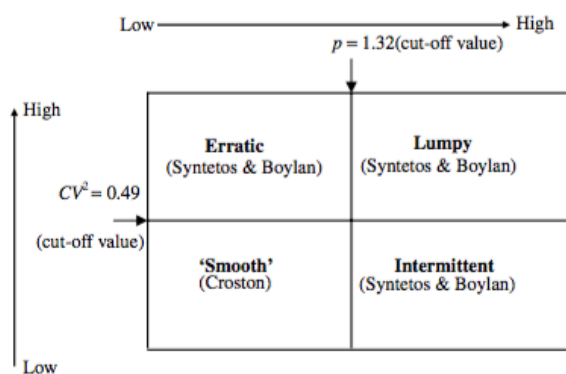 Low High
p = 1.32(cut-off value)
High
Erratic
(Syntetos & Boylan)
Lumpy
(Syntetos & Boylan)
CV² = 0.49
(cut-off value)
‘Smooth’
(Croston)
Intermittent
(Syntetos & Boylan)
Low